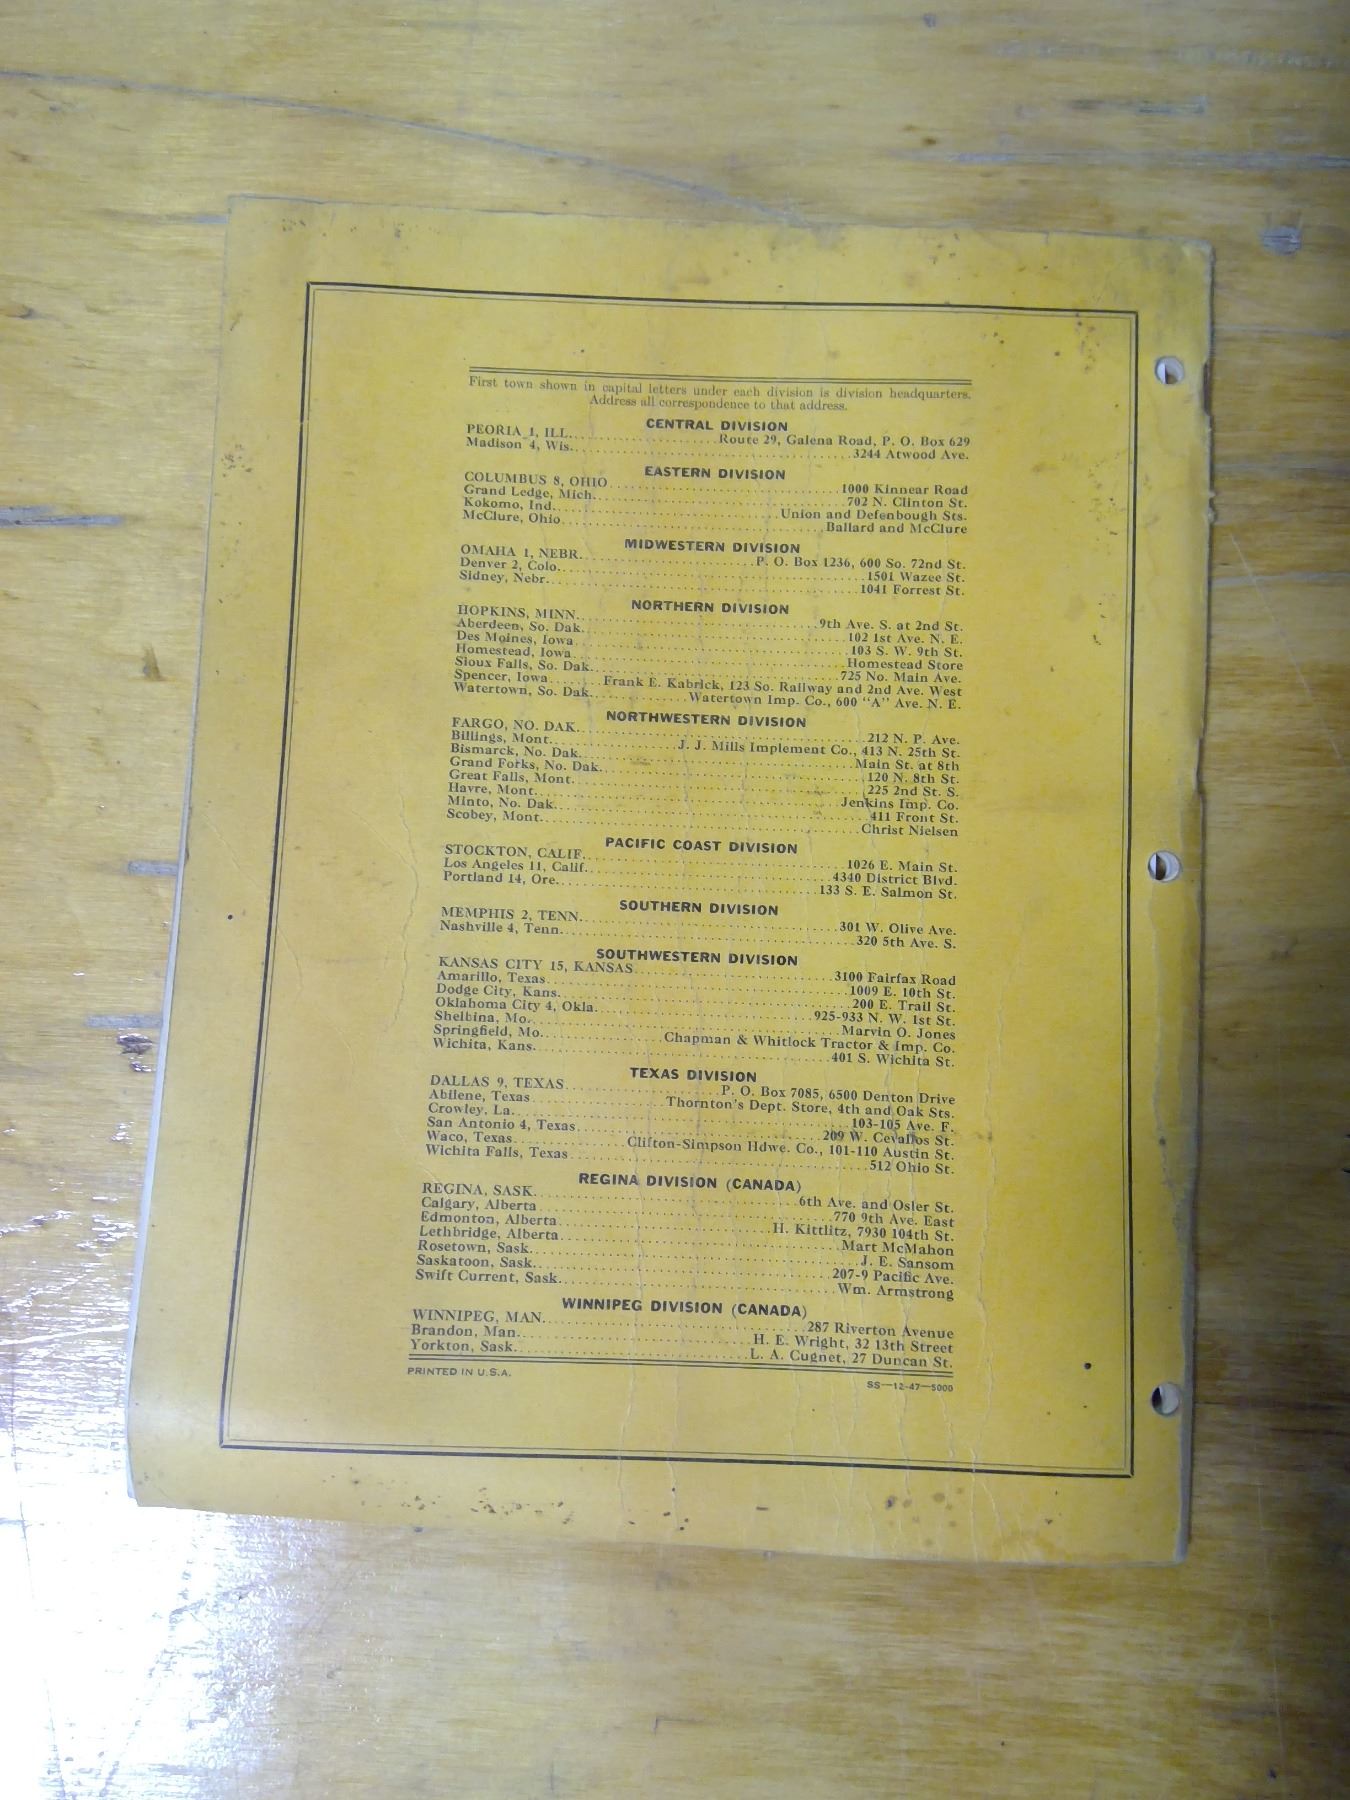 First town shown in capital letters under each division is division headquarters.
Address all correspondence to that address.
CENTRAL DIVISION
PEORIA 1, ILL. Route 29, Galena Road, P. O. Box 629
Madison 4, Wis. 3244 Atwood Ave.
EASTERN DIVISION
COLUMBUS 8, OHIO 1000 Kinnear Road
Grand Ledge, Mich. 702 N. Clinton St.
Kokomo, Ind. Union and Defenbough Sts.
McClure, Ohio Ballard and McClure
MIDWESTERN DIVISION
OMAHA 1, NEBR. P. O. Box 1236, 600 So. 72nd St.
Denver 2, Colo. 1501 Wazee St.
Sidney, Nebr. 1041 Forrest St.
NORTHERN DIVISION
HOPKINS, MINN. 9th Ave. S. at 2nd St.
Aberdeen, So. Dak. 102 1st Ave. N. E.
Des Moines, Iowa 103 S. W. 9th St.
Homestead, Iowa Homestead Store
Sioux Falls, So. Dak. 725 No. Main Ave.
Spencer, Iowa Frank E. Kabrick, 123 So. Railway and 2nd Ave. West
Watertown, So. Dak. Watertown Imp. Co., 600 "A" Ave. N. E.
NORTHWESTERN DIVISION
FARGO, NO. DAK. 212 N. P. Ave.
Billings, Mont. J. J. Mills Implement Co., 413 N. 25th St.
Bismarck, No. Dak. Main St. at 8th
Grand Forks, No. Dak. 120 N. 8th St.
Great Falls, Mont. 225 2nd St. S.
Havre, Mont. Jenkins Imp. Co.
Minto, No. Dak. 411 Front St.
Scobey, Mont. Christ Nielsen
PACIFIC COAST DIVISION
STOCKTON, CALIF. 1026 E. Main St.
Los Angeles 11, Calif. 4340 District Blvd.
Portland 14, Ore. 133 S. E. Salmon St.
SOUTHERN DIVISION
MEMPHIS 2, TENN. 301 W. Olive Ave.
Nashville 4, Tenn. 320 5th Ave. S.
SOUTHWESTERN DIVISION
KANSAS CITY 15, KANSAS 3100 Fairfax Road
Amarillo, Texas 1009 E. 10th St.
Dodge City, Kans. 200 E. Trail St.
Oklahoma City 4, Okla. 925-933 N. W. 1st St.
Shelbina, Mo. Marvin O. Jones
Springfield, Mo. Chapman & Whitlock Tractor & Imp. Co.
Wichita, Kans. 401 S. Wichita St.
TEXAS DIVISION
DALLAS 9, TEXAS P. O. Box 7085, 6500 Denton Drive
Abilene, Texas Thornton's Dept. Store, 4th and Oak Sts.
Crowley, La. 103-105 Ave. F.
San Antonio 4, Texas 209 W. Cevallos St.
Waco, Texas Clifton-Simpson Hdwe. Co., 101-110 Austin St.
Wichita Falls, Texas 512 Ohio St.
REGINA DIVISION (CANADA)
REGINA, SASK. 6th Ave. and Osler St.
Calgary, Alberta 770 9th Ave. East
Edmonton, Alberta H. Kittlitz, 7930 104th St.
Lethbridge, Alberta Mart McMahon
Rosetown, Sask. J. E. Sansom
Saskatoon, Sask. 207-9 Pacific Ave.
Swift Current, Sask. Wm. Armstrong
WINNIPEG DIVISION (CANADA)
WINNIPEG, MAN. 287 Riverton Avenue
Brandon, Man. H. E. Wright, 32 13th Street
Yorkton, Sask. L. A. Cugnet, 27 Duncan St.
PRINTED IN U.S.A.
SS—12-47—5000